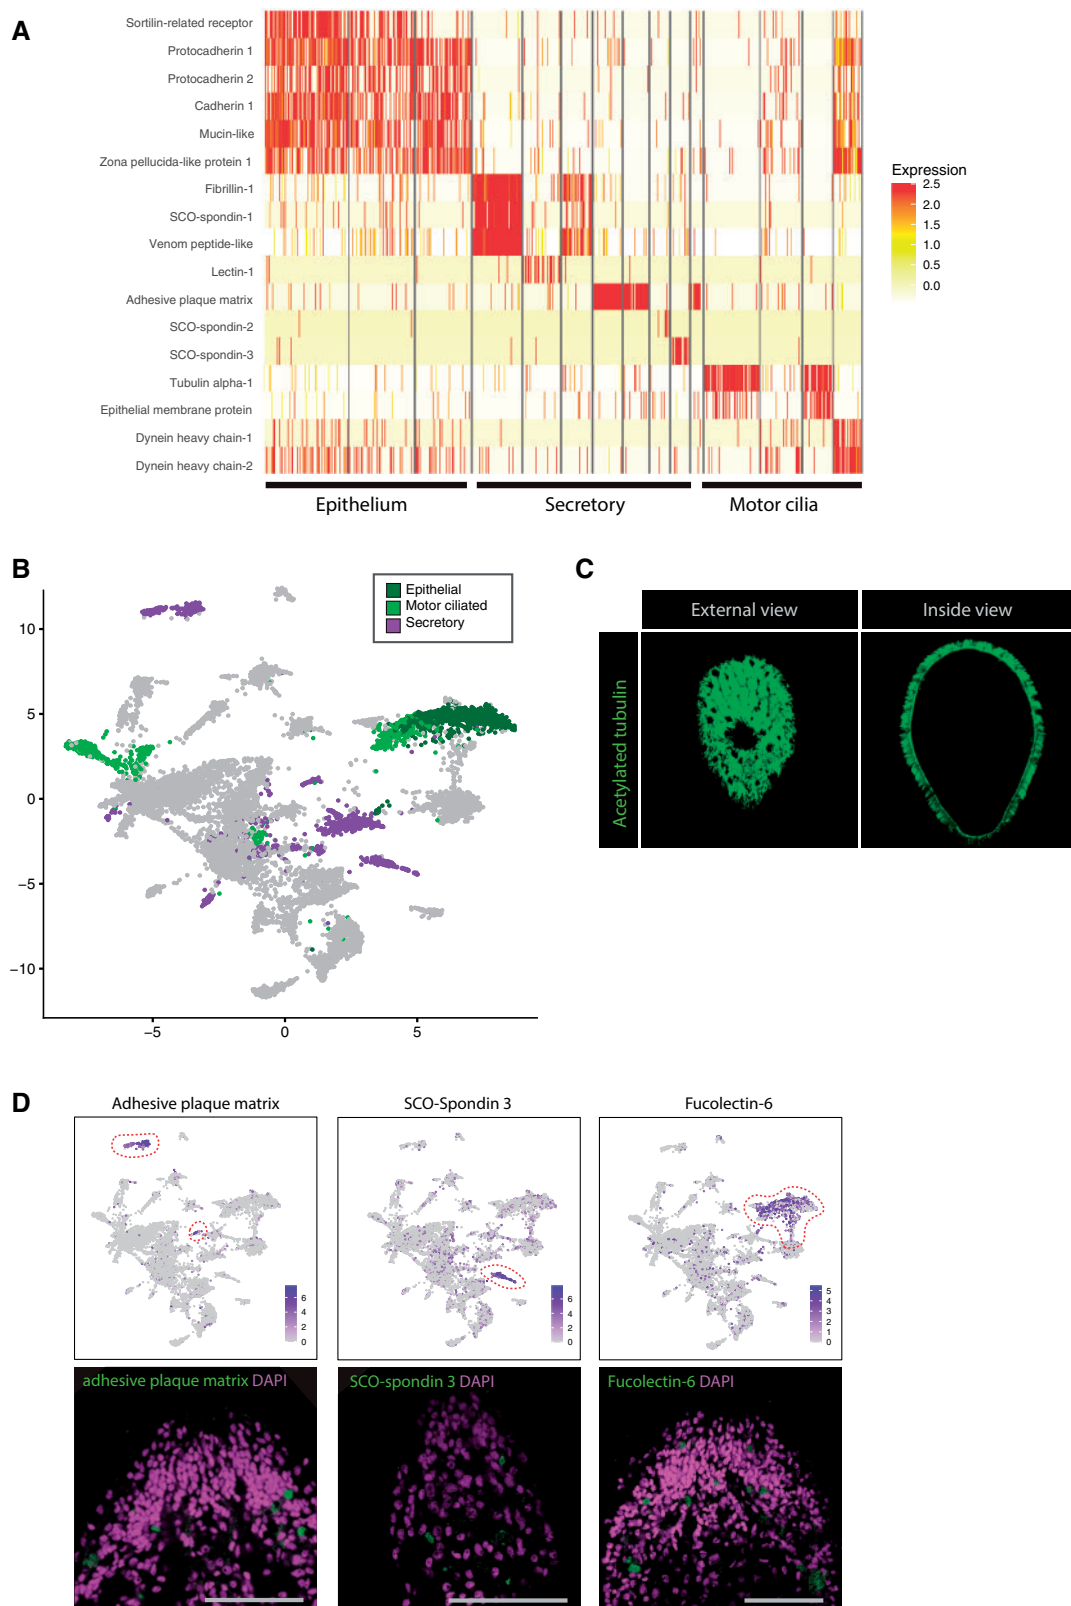 A
Sortilin-related receptor
Protocadherin 1
Protocadherin 2
Cadherin 1
Mucin-like
Zona pellucida-like protein 1
Fibrillin-1
SCO-spondin-1
Venom peptide-like
Lectin-1
Adhesive plaque matrix
SCO-spondin-2
SCO-spondin-3
Tubulin alpha-1
Epithelial membrane protein
Dynein heavy chain-1
Dynein heavy chain-2
Expression
2.5
2.0
1.5
1.0
0.5
0.0
Epithelium Secretory Motor cilia
B
Epithelial
Motor ciliated
Secretory
10
5
0
−5
−10
−5 0 5
C
External view Inside view
Acetylated tubulin
D
Adhesive plaque matrix SCO-Spondin 3 Fucolectin-6
6
4
2
0
6
4
2
0
5
4
3
2
1
0
adhesive plaque matrix DAPI SCO-spondin 3 DAPI Fucolectin-6 DAPI